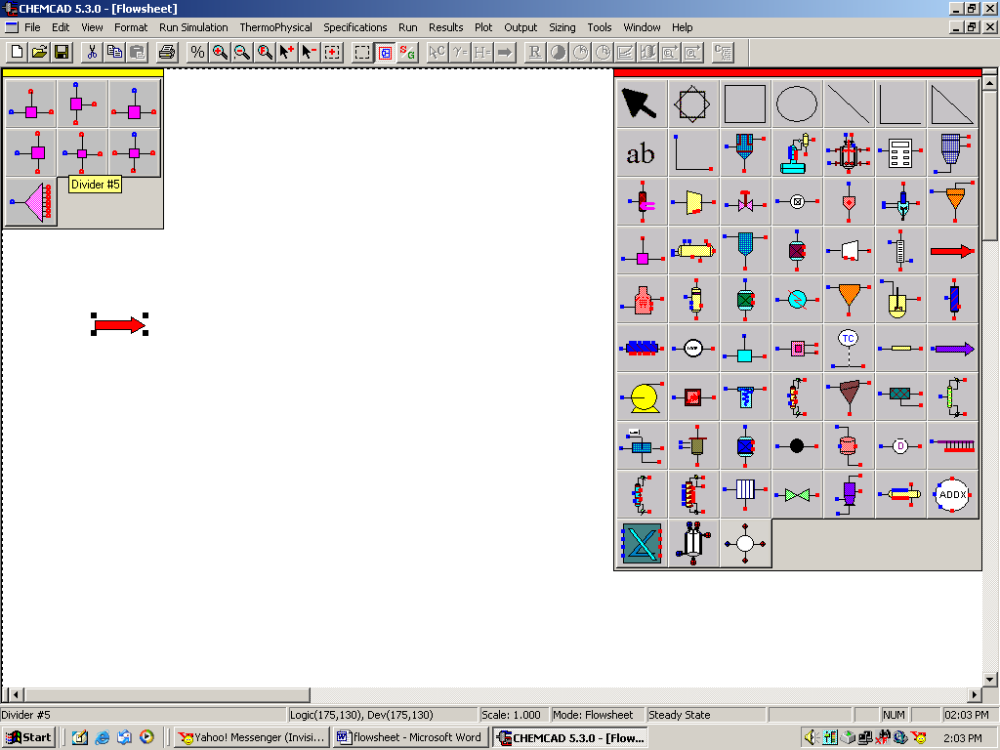 CHEMCAD 5.3.0 - [Flowsheet]
File Edit View Format Run Simulation ThermoPhysical Specifications Run Results Plot Output Sizing Tools Window Help
% S G C γ= H= R
Divider #5
ab
TC
D
ADDX
Divider #5 Logic(175,130), Dev(175,130) Scale: 1.000 Mode: Flowsheet Steady State NUM 02:03 PM
Start Yahoo! Messenger (Invisi... flowsheet - Microsoft Word CHEMCAD 5.3.0 - [Flow... 2:03 PM